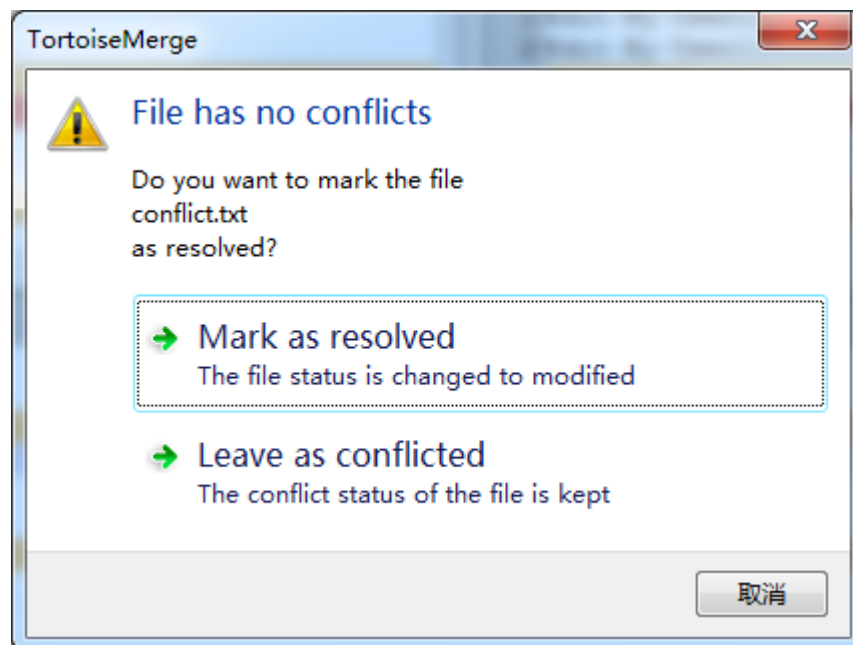 TortoiseMerge
File has no conflicts
Do you want to mark the file
conflict.txt
as resolved?
Mark as resolved
The file status is changed to modified
Leave as conflicted
The conflict status of the file is kept
取消